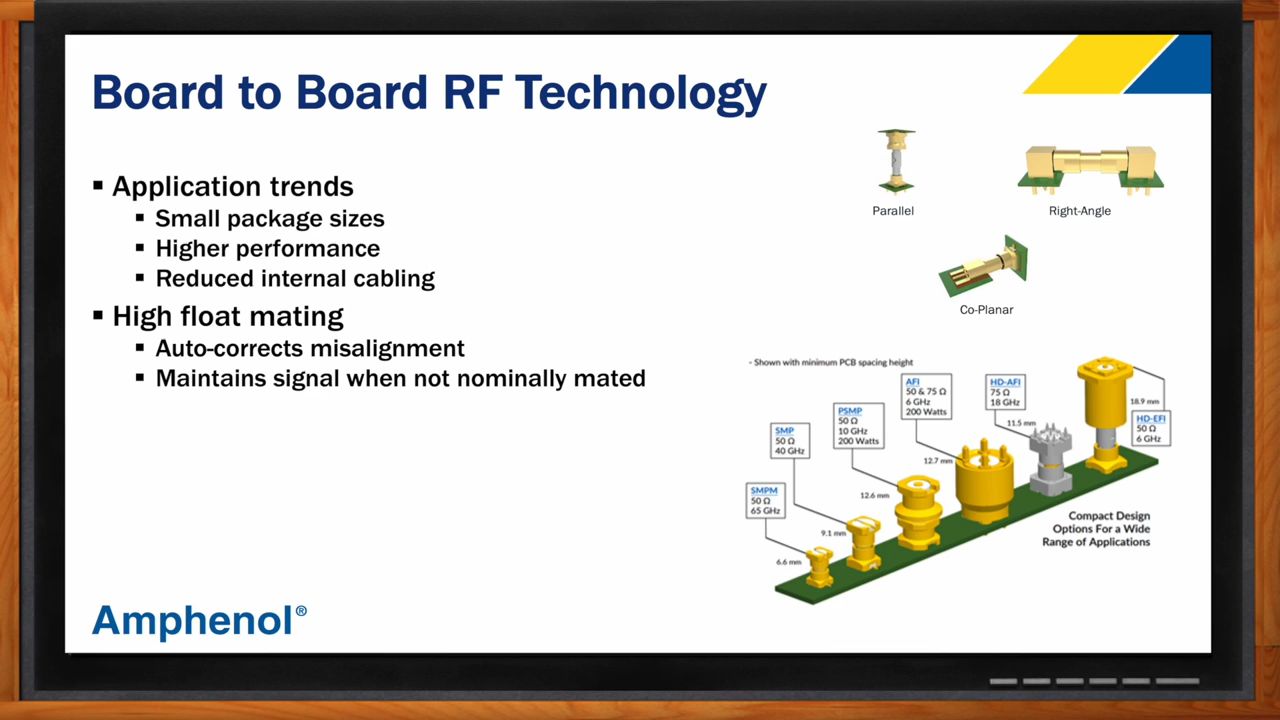 Board to Board RF Technology
▪ Application trends
▪ Small package sizes
▪ Higher performance
▪ Reduced internal cabling
▪ High float mating
▪ Auto-corrects misalignment
▪ Maintains signal when not nominally mated
Parallel
Right-Angle
Co-Planar
- Shown with minimum PCB spacing height
SMPM
50 Ω
65 GHz
6.6 mm
SMP
50 Ω
40 GHz
9.1 mm
PSMP
50 Ω
10 GHz
200 Watts
12.6 mm
AFI
50 & 75 Ω
6 GHz
200 Watts
12.7 mm
HD-AFI
75 Ω
18 GHz
11.5 mm
18.9 mm
HD-EFI
50 Ω
6 GHz
Compact Design
Options For a Wide
Range of Applications
Amphenol®